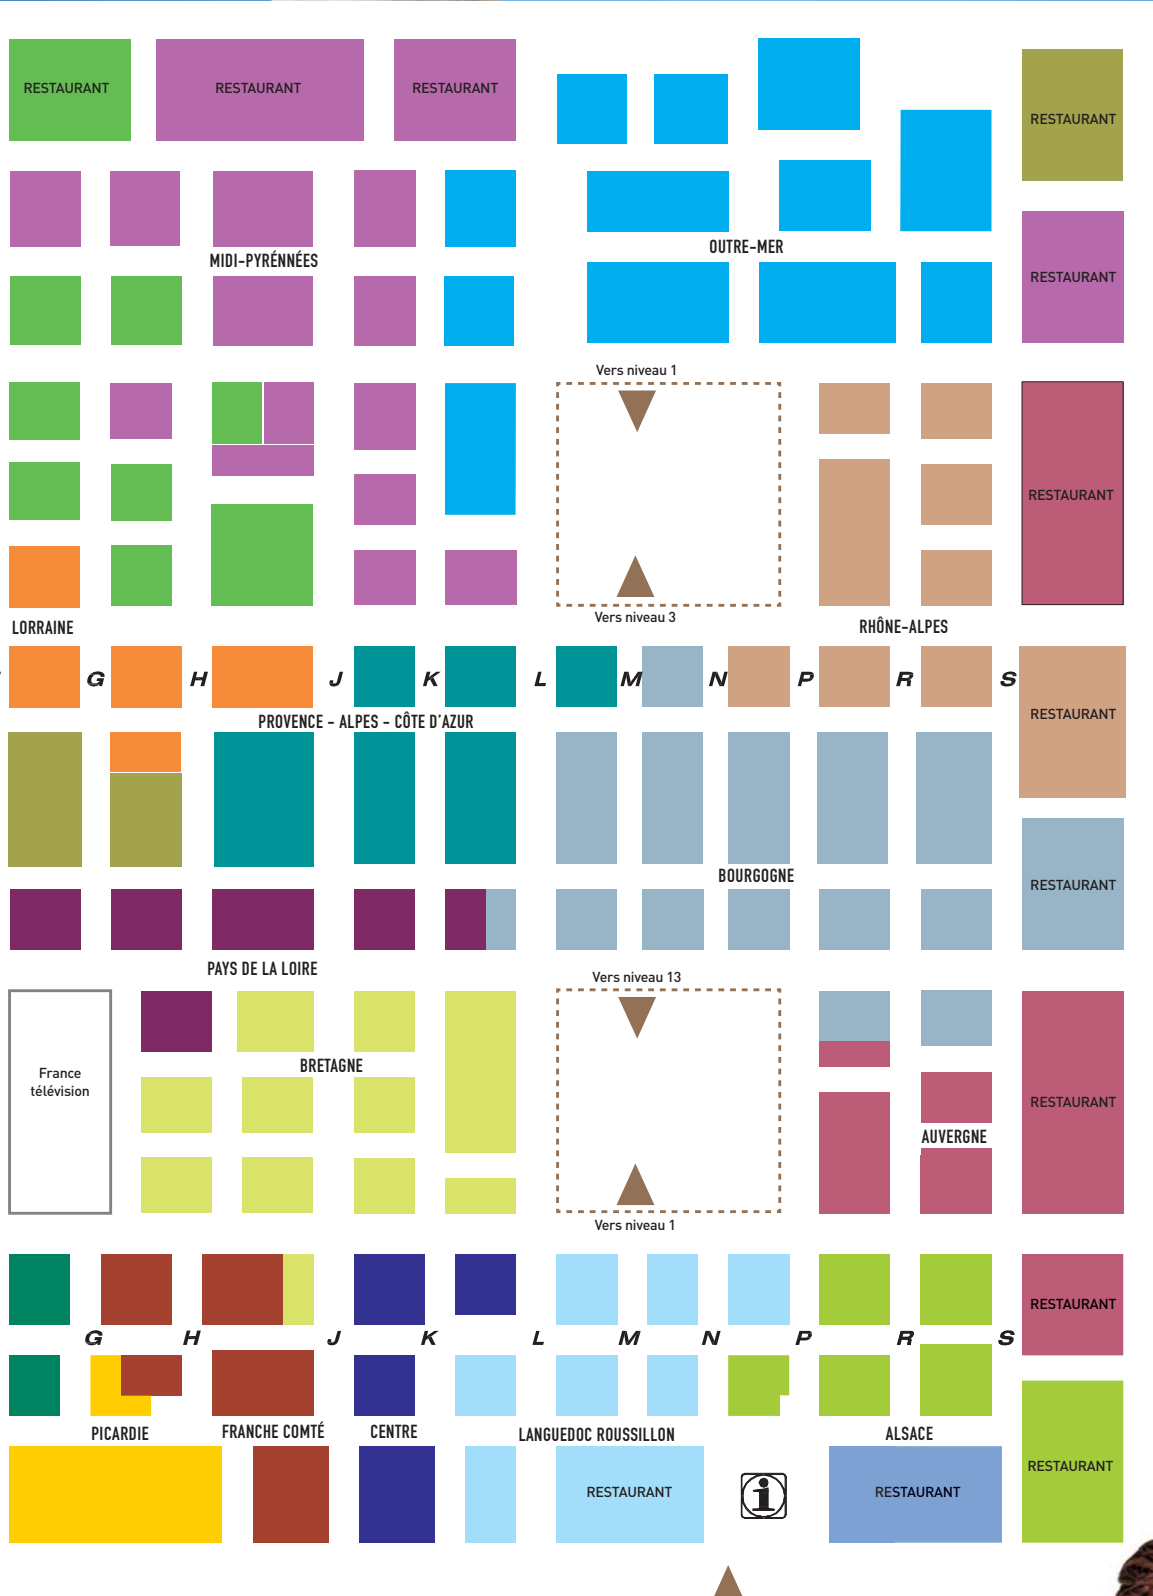 RESTAURANT RESTAURANT RESTAURANT
RESTAURANT
MIDI-PYRÉNNÉES
OUTRE-MER
RESTAURANT
Vers niveau 1
RESTAURANT
Vers niveau 3
LORRAINE
RHÔNE-ALPES
G H J K L M N P R S
RESTAURANT
PROVENCE - ALPES - CÔTE D'AZUR
BOURGOGNE
RESTAURANT
PAYS DE LA LOIRE
Vers niveau 13
BRETAGNE
France
télévision
RESTAURANT
AUVERGNE
Vers niveau 1
RESTAURANT
G H J K L M N P R S
PICARDIE
FRANCHE COMTÉ
CENTRE
LANGUEDOC ROUSSILLON
ALSACE
RESTAURANT
RESTAURANT
i
RESTAURANT